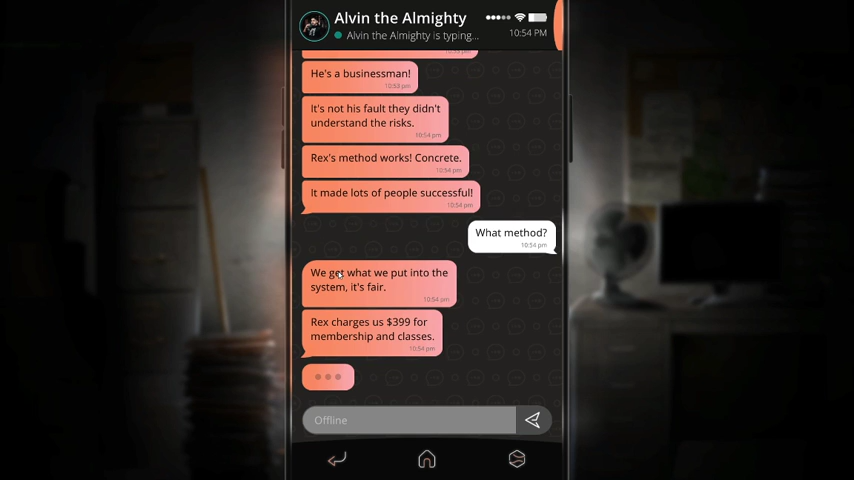 Alvin the Almighty
Alvin the Almighty is typing...
10:54 PM
He's a businessman!
10:53 pm
It's not his fault they didn't
understand the risks.
10:54 pm
Rex's method works! Concrete.
10:54 pm
It made lots of people successful!
10:54 pm
What method?
10:54 pm
We get what we put into the
system, it's fair.
10:54 pm
Rex charges us $399 for
membership and classes.
10:54 pm
Offline